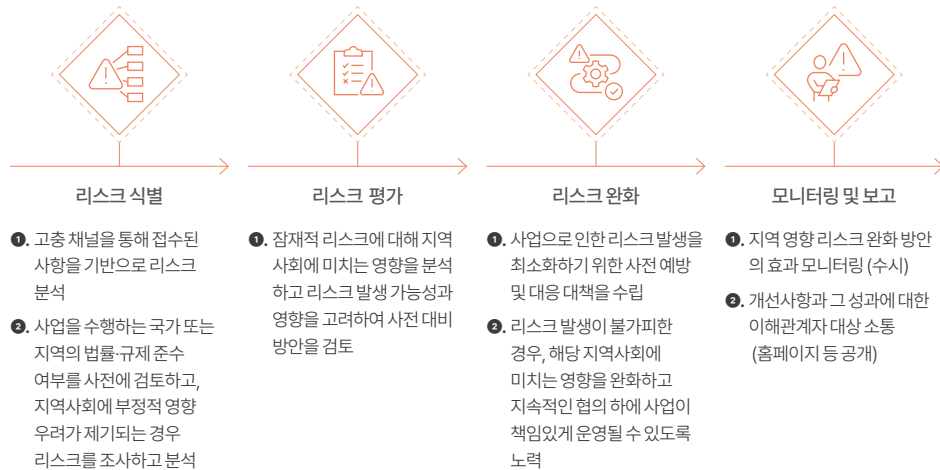 리스크 식별
❶. 고충 채널을 통해 접수된
사항을 기반으로 리스크
분석
❷. 사업을 수행하는 국가 또는
지역의 법률·규제 준수
여부를 사전에 검토하고,
지역사회에 부정적 영향
우려가 제기되는 경우
리스크를 조사하고 분석
리스크 평가
❶. 잠재적 리스크에 대해 지역
사회에 미치는 영향을 분석
하고 리스크 발생 가능성과
영향을 고려하여 사전 대비
방안을 검토
리스크 완화
❶. 사업으로 인한 리스크 발생을
최소화하기 위한 사전 예방
및 대응 대책을 수립
❷. 리스크 발생이 불가피한
경우, 해당 지역사회에
미치는 영향을 완화하고
지속적인 협의 하에 사업이
책임있게 운영될 수 있도록
노력
모니터링 및 보고
❶. 지역 영향 리스크 완화 방안
의 효과 모니터링 (수시)
❷. 개선사항과 그 성과에 대한
이해관계자 대상 소통
(홈페이지 등 공개)